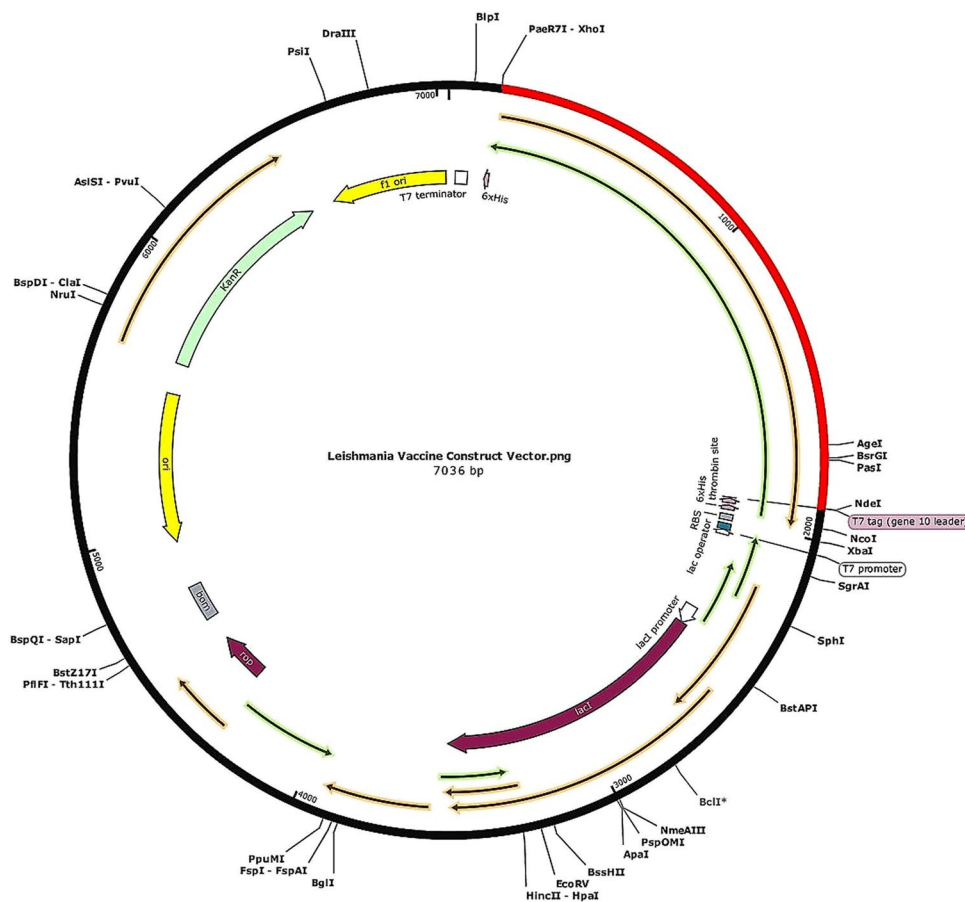 BlpI
PaeR7I - XhoI
DraIII
PsiI
7000
f1 ori
T7 terminator
6xHis
AsiSI - PvuI
6000
KanR
1000
BspDI - ClaI
NruI
ori
Leishmania Vaccine Construct Vector.png
7036 bp
AgeI
BsrGI
PasI
6xHis
thrombin site
RBS
lac operator
NdeI
T7 tag (gene 10 leader)
NcoI
2000
XbaI
T7 promoter
SgrAI
5000
bom
lacI promoter
SphI
BspQI - SapI
rop
BstZ17I
PflFI - Tth111I
lacI
BstAPI
3000
BclI*
4000
NmeAIII
PspOMI
ApaI
PpuMI
FspI - FspAI
BglI
BssHII
EcoRV
HincII - HpaI